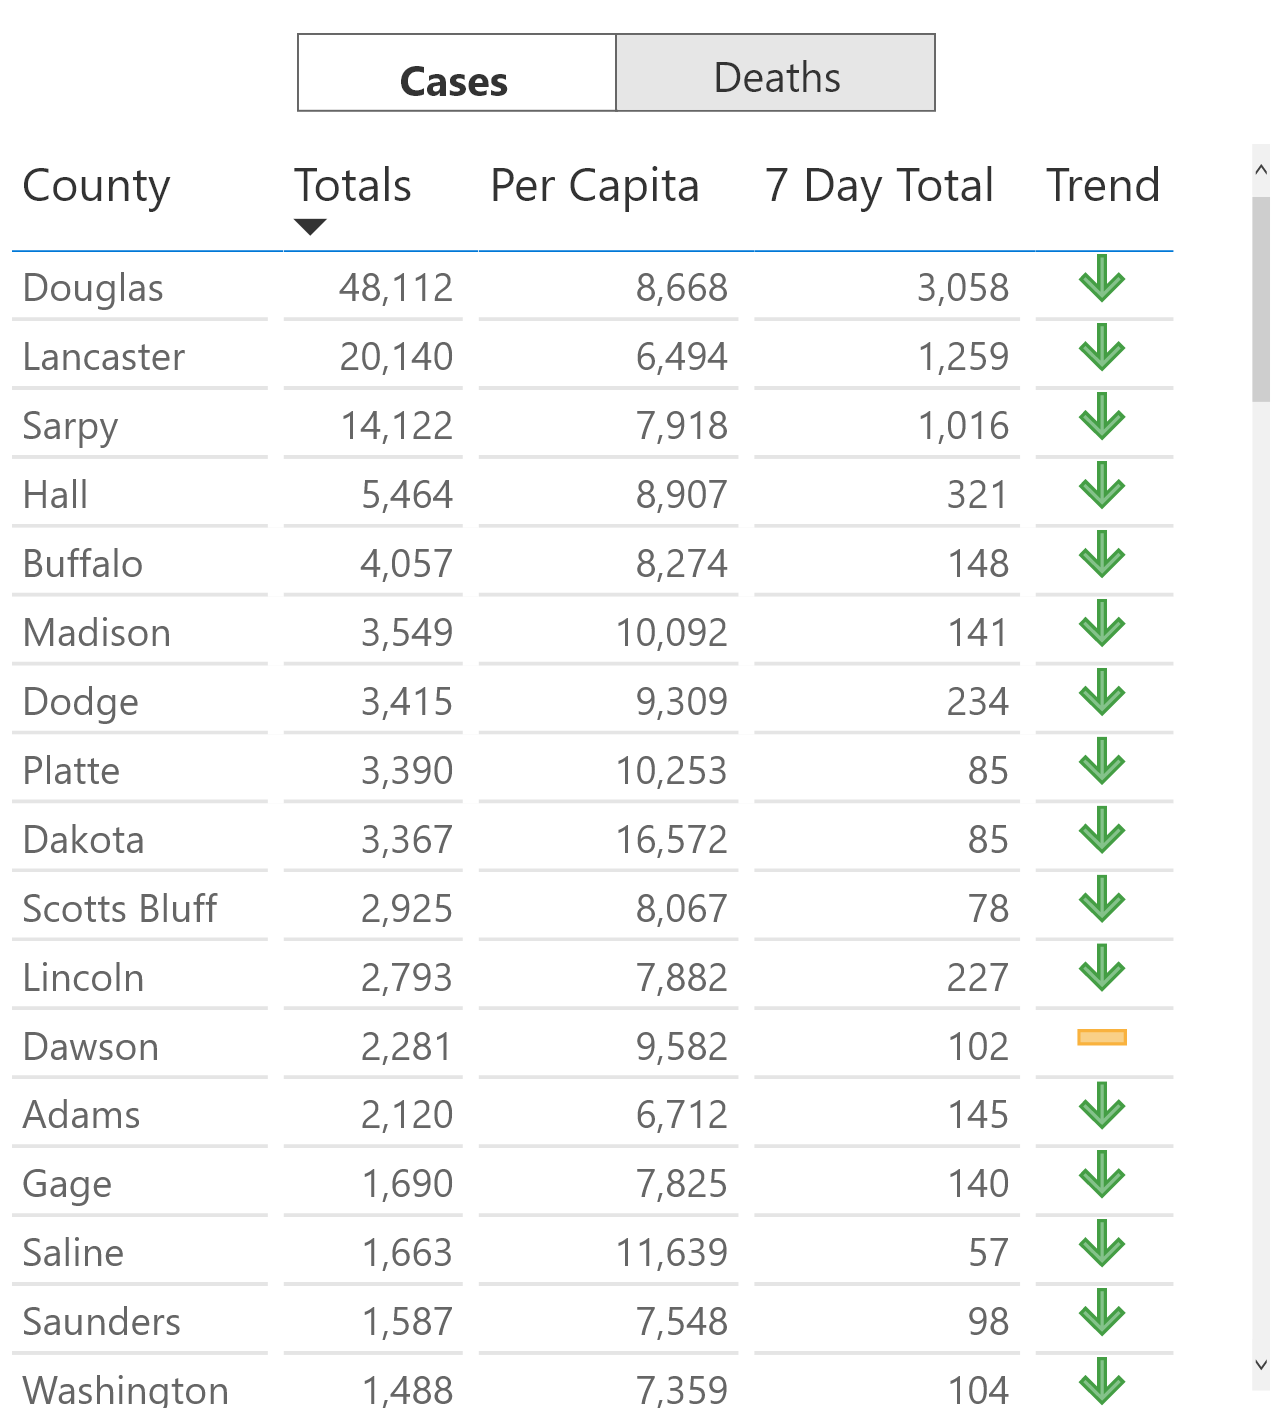 Cases Deaths
County Totals Per Capita 7 Day Total Trend
Douglas 48,112 8,668 3,058
Lancaster 20,140 6,494 1,259
Sarpy 14,122 7,918 1,016
Hall 5,464 8,907 321
Buffalo 4,057 8,274 148
Madison 3,549 10,092 141
Dodge 3,415 9,309 234
Platte 3,390 10,253 85
Dakota 3,367 16,572 85
Scotts Bluff 2,925 8,067 78
Lincoln 2,793 7,882 227
Dawson 2,281 9,582 102
Adams 2,120 6,712 145
Gage 1,690 7,825 140
Saline 1,663 11,639 57
Saunders 1,587 7,548 98
Washington 1,488 7,359 104